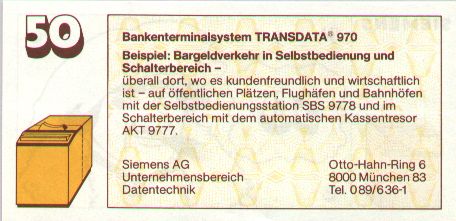 50
Bankenterminalsystem TRANSDATA® 970
Beispiel: Bargeldverkehr in Selbstbedienung und
Schalterbereich –
überall dort, wo es kundenfreundlich und wirtschaftlich
ist – auf öffentlichen Plätzen, Flughäfen und Bahnhöfen
mit der Selbstbedienungsstation SBS 9778 und im
Schalterbereich mit dem automatischen Kassentresor
AKT 9777.
Siemens AG
Unternehmensbereich
Datentechnik
Otto-Hahn-Ring 6
8000 München 83
Tel. 089/636-1